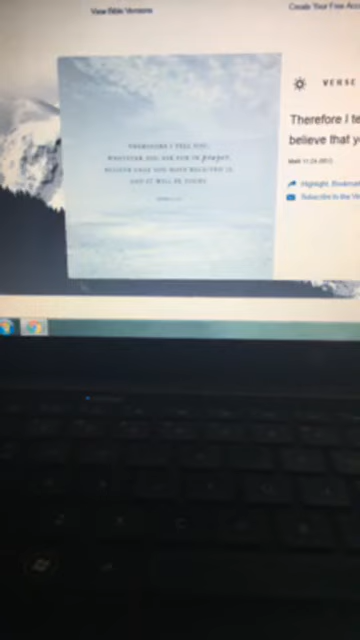 View Bible Versions
Create Your Free Acc
THEREFORE I TELL YOU,
WHATEVER YOU ASK FOR IN prayer,
BELIEVE THAT YOU HAVE RECEIVED IT,
AND IT WILL BE YOURS
VERSE
Therefore I te
believe that yo
Mark 11:24 (NIV)
Highlight, Bookmar
Subscribe to the Ve